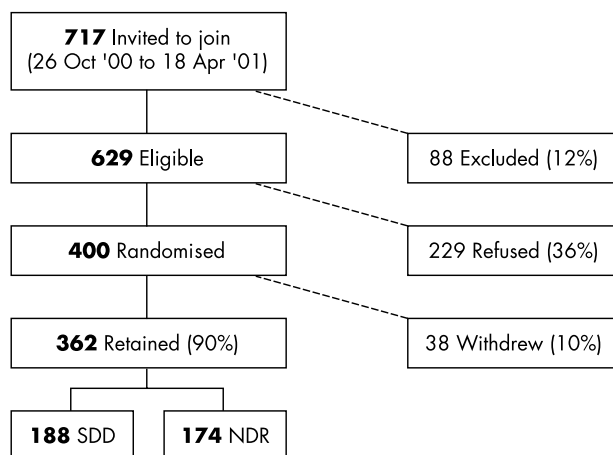 717 Invited to join
(26 Oct '00 to 18 Apr '01)
88 Excluded (12%)
629 Eligible
229 Refused (36%)
400 Randomised
38 Withdrew (10%)
362 Retained (90%)
188 SDD
174 NDR